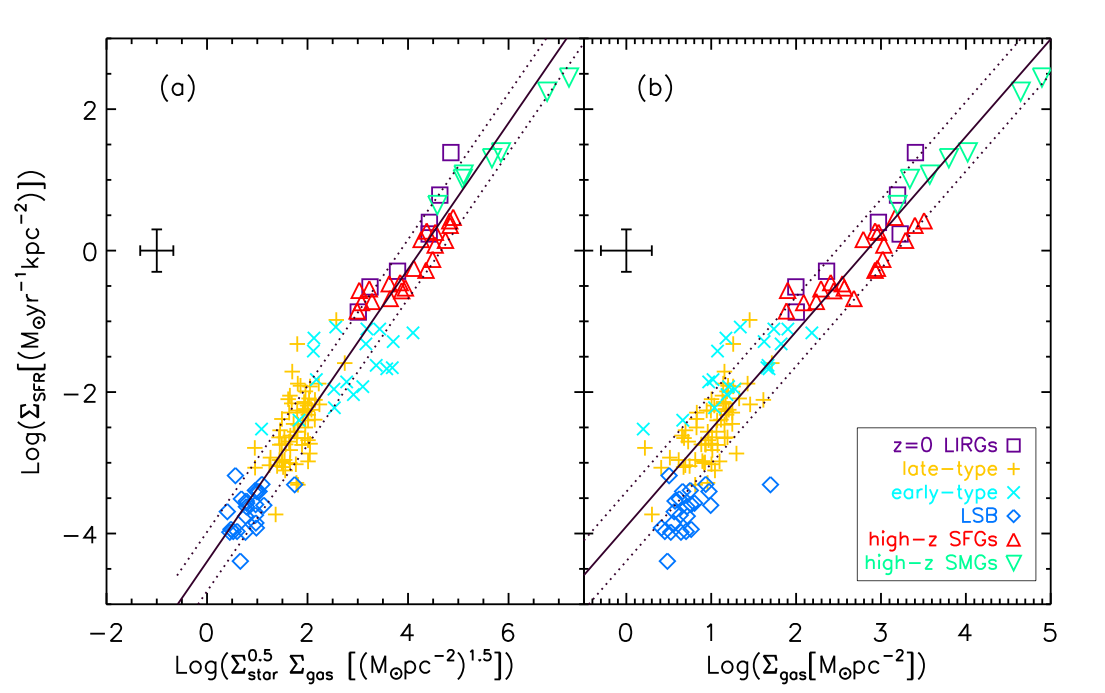 (a) (b)
2
0
−2
−4
Log(Σ_SFR[(M⊙yr⁻¹kpc⁻²)])
z=0 LIRGs
late−type
early−type
LSB
high−z SFGs
high−z SMGs
−2 0 2 4 6 0 1 2 3 4 5
Log(Σ_star^0.5 Σ_gas [(M⊙pc⁻²)^1.5]) Log(Σ_gas[M⊙pc⁻²])